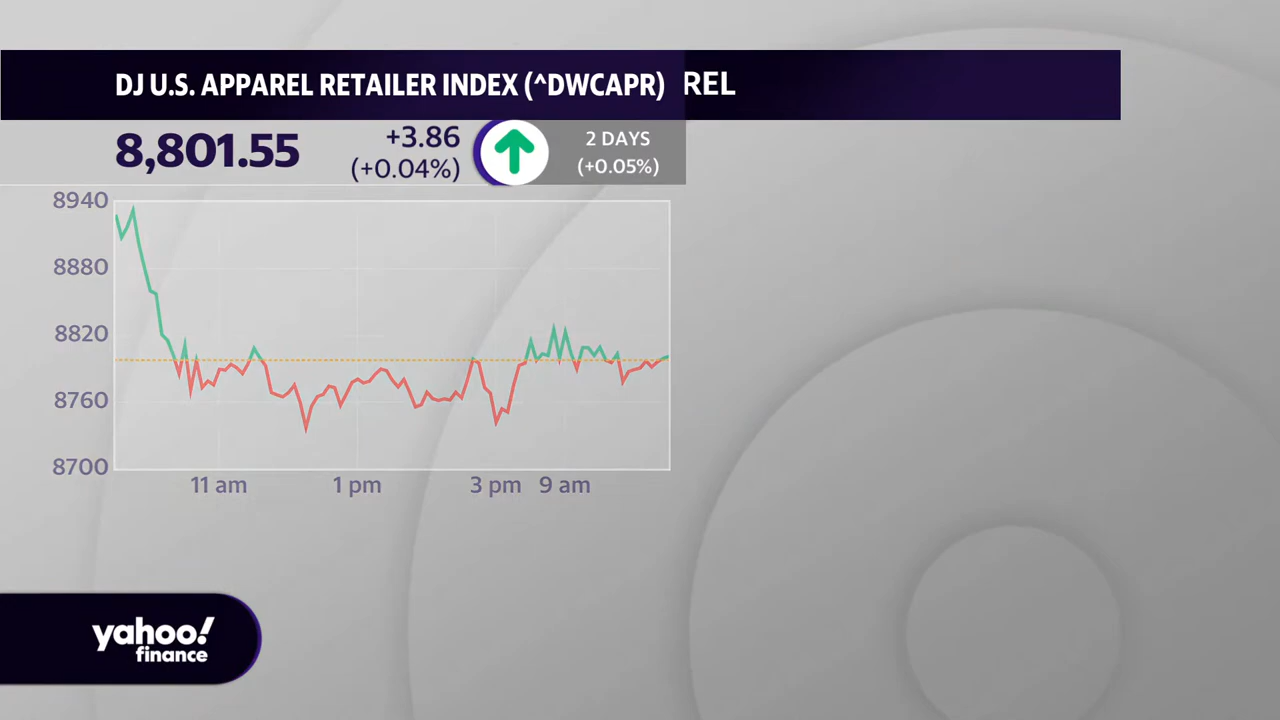 DJ U.S. APPAREL RETAILER INDEX (^DWCAPR) REL
8,801.55
+3.86
(+0.04%)
2 DAYS
(+0.05%)
8940
8880
8820
8760
8700
11 am 1 pm 3 pm 9 am
yahoo!
finance